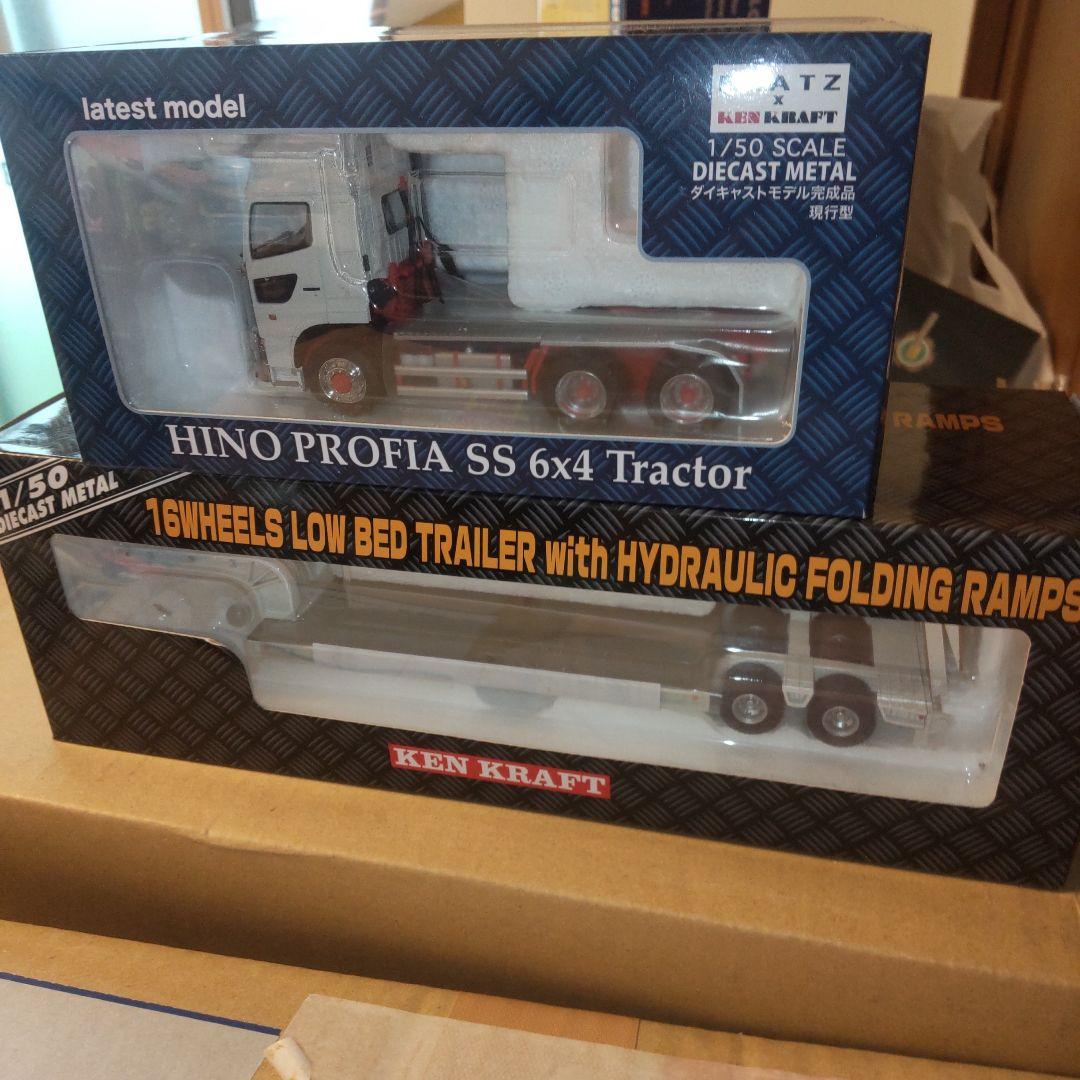 latest model
x
KEN KRAFT
1/50 SCALE
DIECAST METAL
ダイキャストモデル完成品
現行型
HINO PROFIA SS 6x4 Tractor
RAMPS
1/50
DIECAST METAL
16WHEELS LOW BED TRAILER with HYDRAULIC FOLDING RAMPS
KEN KRAFT